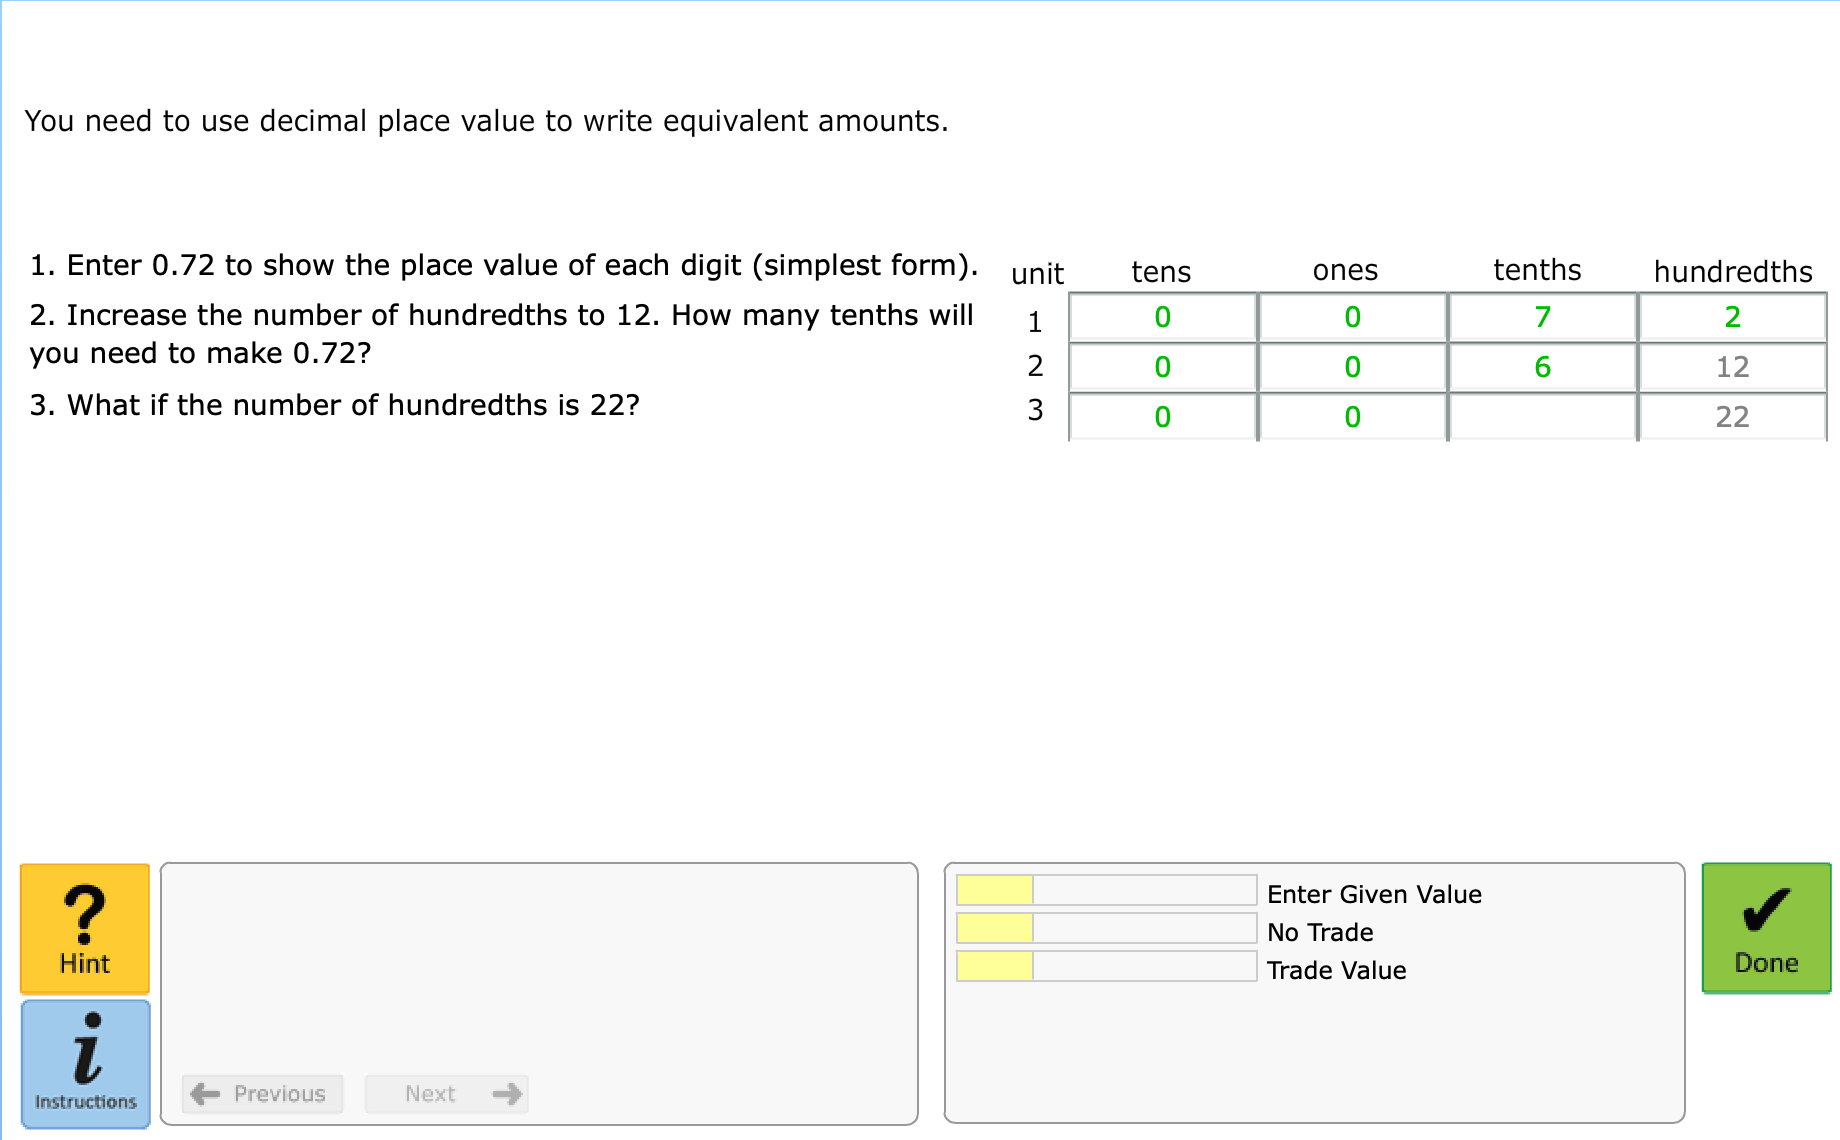 You need to use decimal place value to write equivalent amounts.
1. Enter 0.72 to show the place value of each digit (simplest form).
2. Increase the number of hundredths to 12. How many tenths will
you need to make 0.72?
3. What if the number of hundredths is 22?
unit tens ones tenths hundredths
1 0 0 7 2
2 0 0 6 12
3 0 0 22
? Hint
i Instructions
Previous Next
Enter Given Value
No Trade
Trade Value
Done